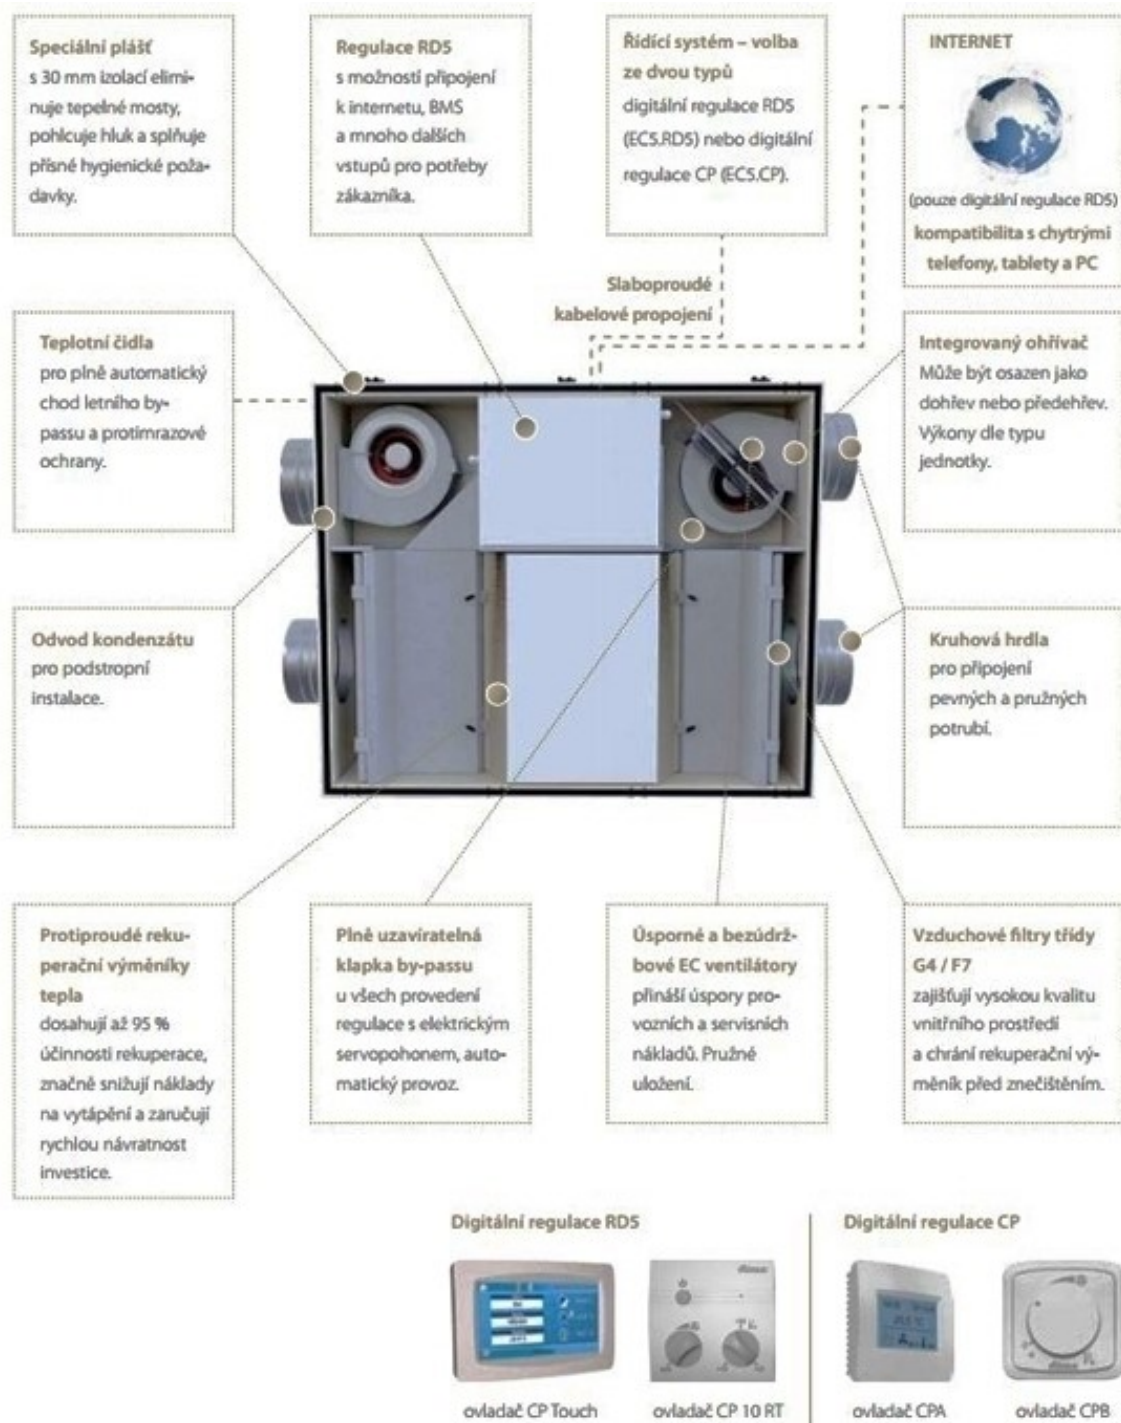 Speciální plášť
s 30 mm izolací elimi-
nuje tepelné mosty,
pohlcuje hluk a splňuje
přísné hygienické poža-
davky.
Regulace RD5
s možností připojení
k internetu, BMS
a mnoho dalších
vstupů pro potřeby
zákazníka.
Řídící systém – volba
ze dvou typů
digitální regulace RD5
(EC5.RD5) nebo digitální
regulace CP (EC5.CP).
INTERNET
(pouze digitální regulace RD5)
kompatibilita s chytrými
telefony, tablety a PC
Slaboproudé
kabelové propojení
Teplotní čidla
pro plně automatický
chod letního by-
passu a protimrazové
ochrany.
Integrovaný ohřívač
Může být osazen jako
dohřev nebo předehřev.
Výkony dle typu
jednotky.
Odvod kondenzátu
pro podstropní
instalace.
Kruhová hrdla
pro připojení
pevných a pružných
potrubí.
Protiproudé reku-
perační výměníky
tepla
dosahují až 95 %
účinnosti rekuperace,
značně snižují náklady
na vytápění a zaručují
rychlou návratnost
investice.
Plně uzavíratelná
klapka by-passu
u všech provedení
regulace s elektrickým
servopohonem, auto-
matický provoz.
Úsporné a bezúdrž-
bové EC ventilátory
přináší úspory pro-
vozních a servisních
nákladů. Pružné
uložení.
Vzduchové filtry třídy
G4 / F7
zajišťují vysokou kvalitu
vnitřního prostředí
a chrání rekuperační vý-
měník před znečištěním.
Digitální regulace RD5
Digitální regulace CP
ovladač CP Touch
ovladač CP 10 RT
ovladač CPA
ovladač CPB